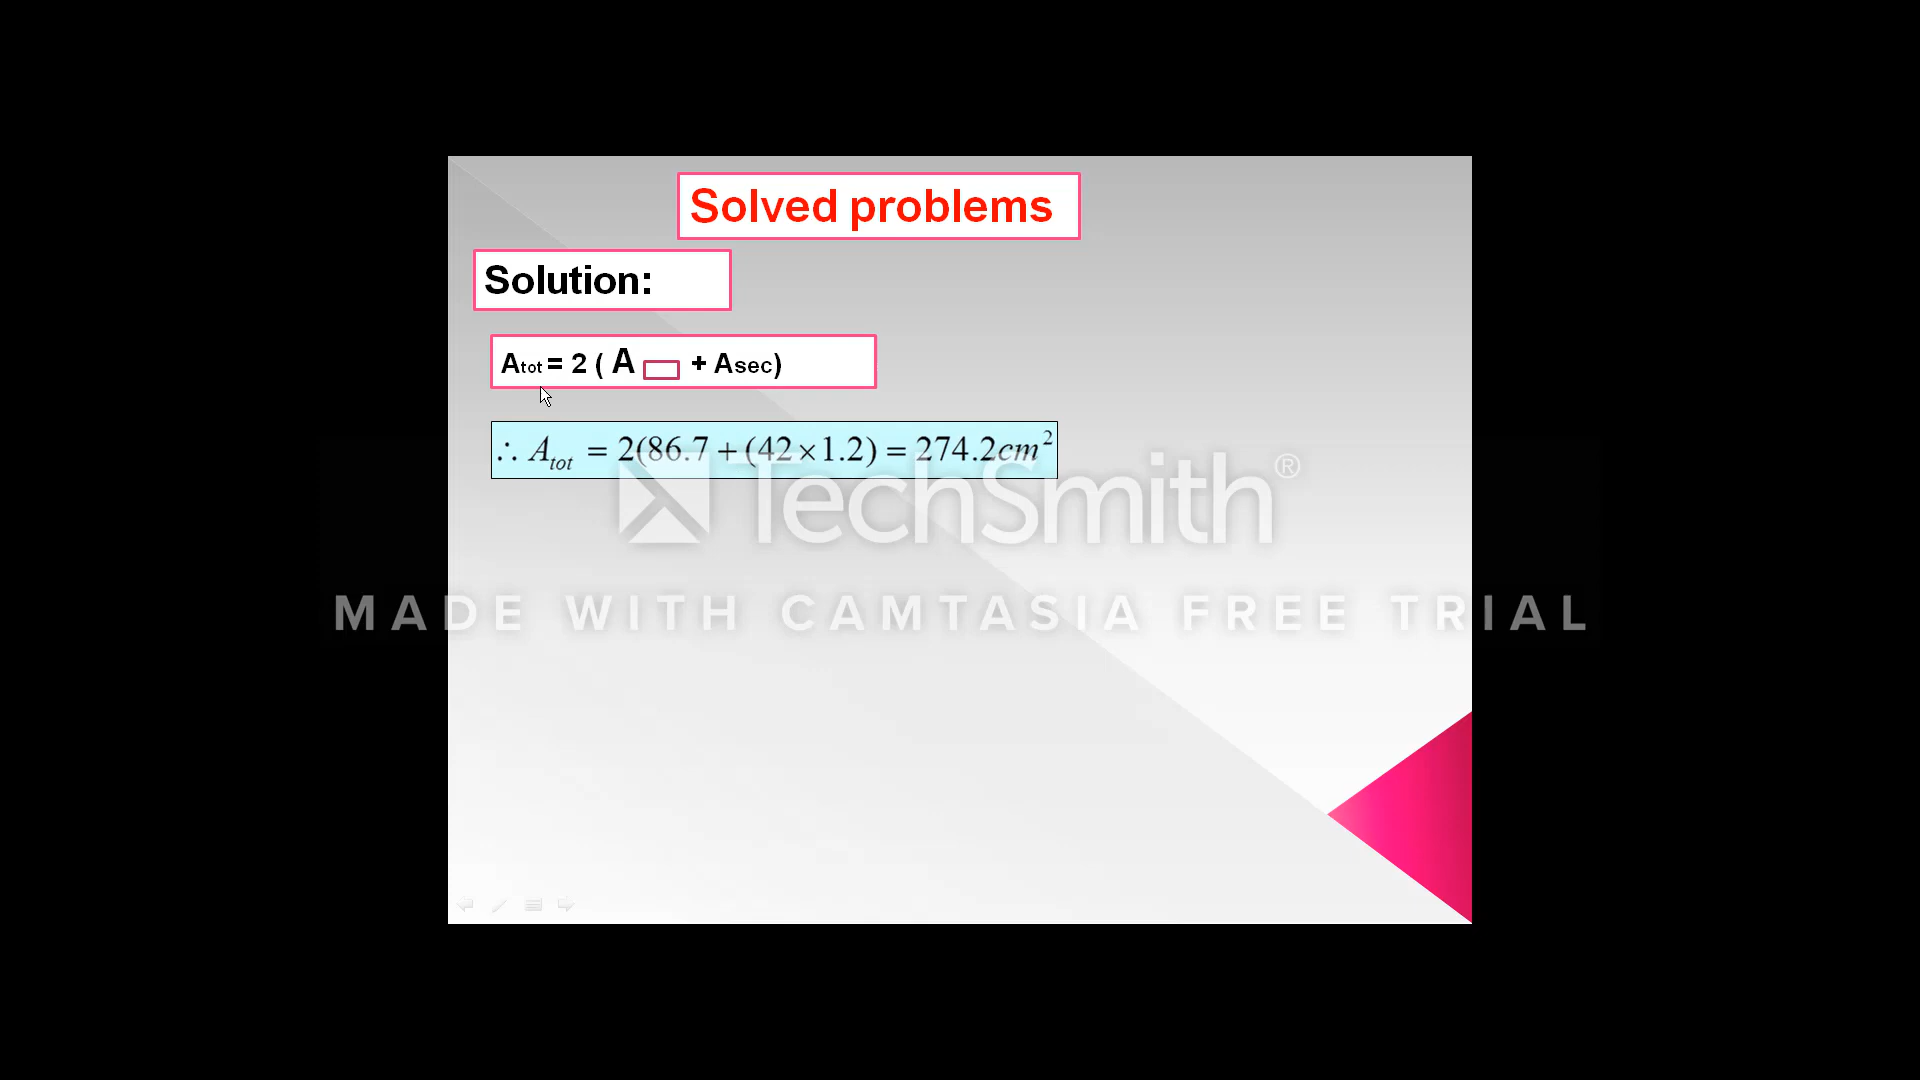 Solved problems
Solution:
Atot = 2 ( A + Asec)
∴ Atot = 2(86.7 + (42×1.2) = 274.2cm²
TechSmith®
MADE WITH CAMTASIA FREE TRIAL